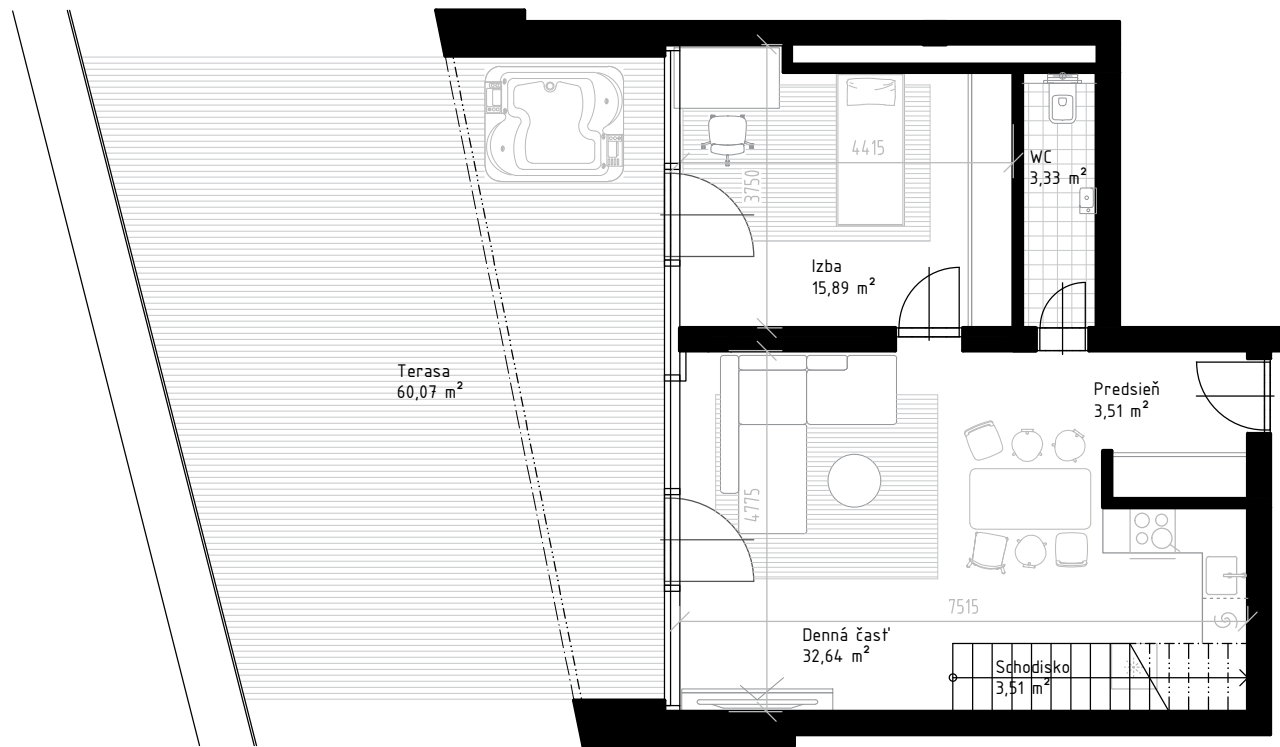 4415
3750
WC
3,33 m²
Izba
15,89 m²
Terasa
60,07 m²
Predsieň
3,51 m²
4775
7515
Denná časť
32,64 m²
Schodisko
3,51 m²